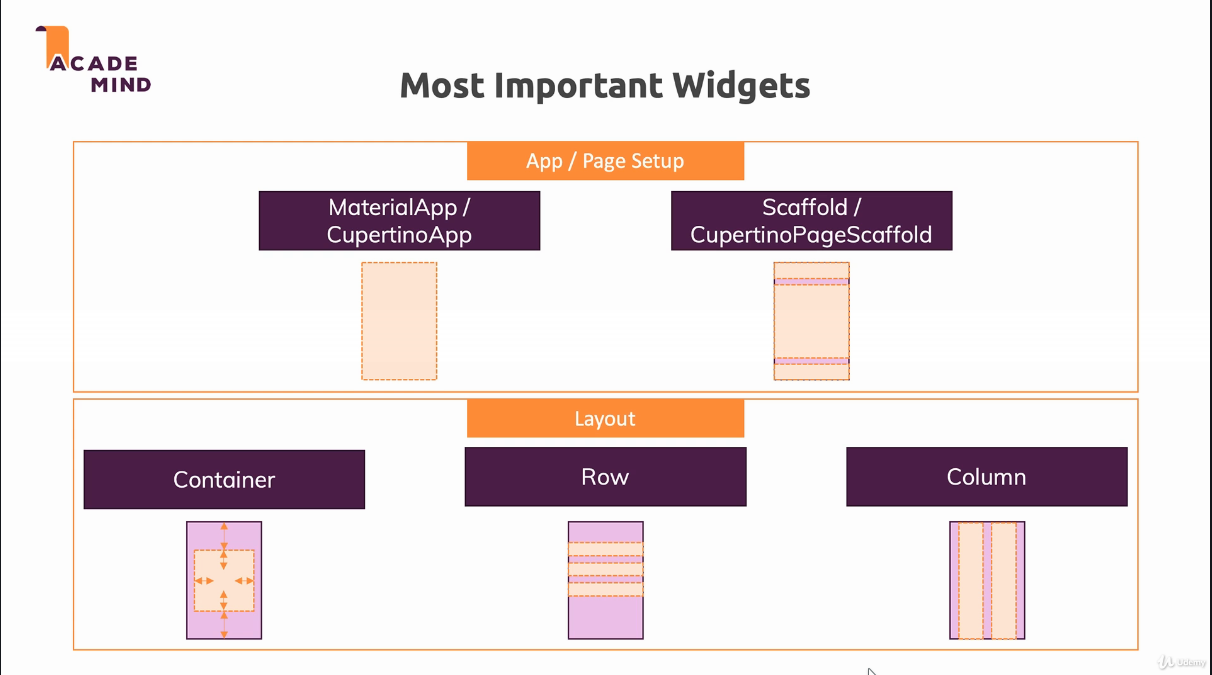 ACADE
MIND
Most Important Widgets
App / Page Setup
MaterialApp /
CupertinoApp
Scaffold /
CupertinoPageScaffold
Layout
Container
Row
Column
Udemy